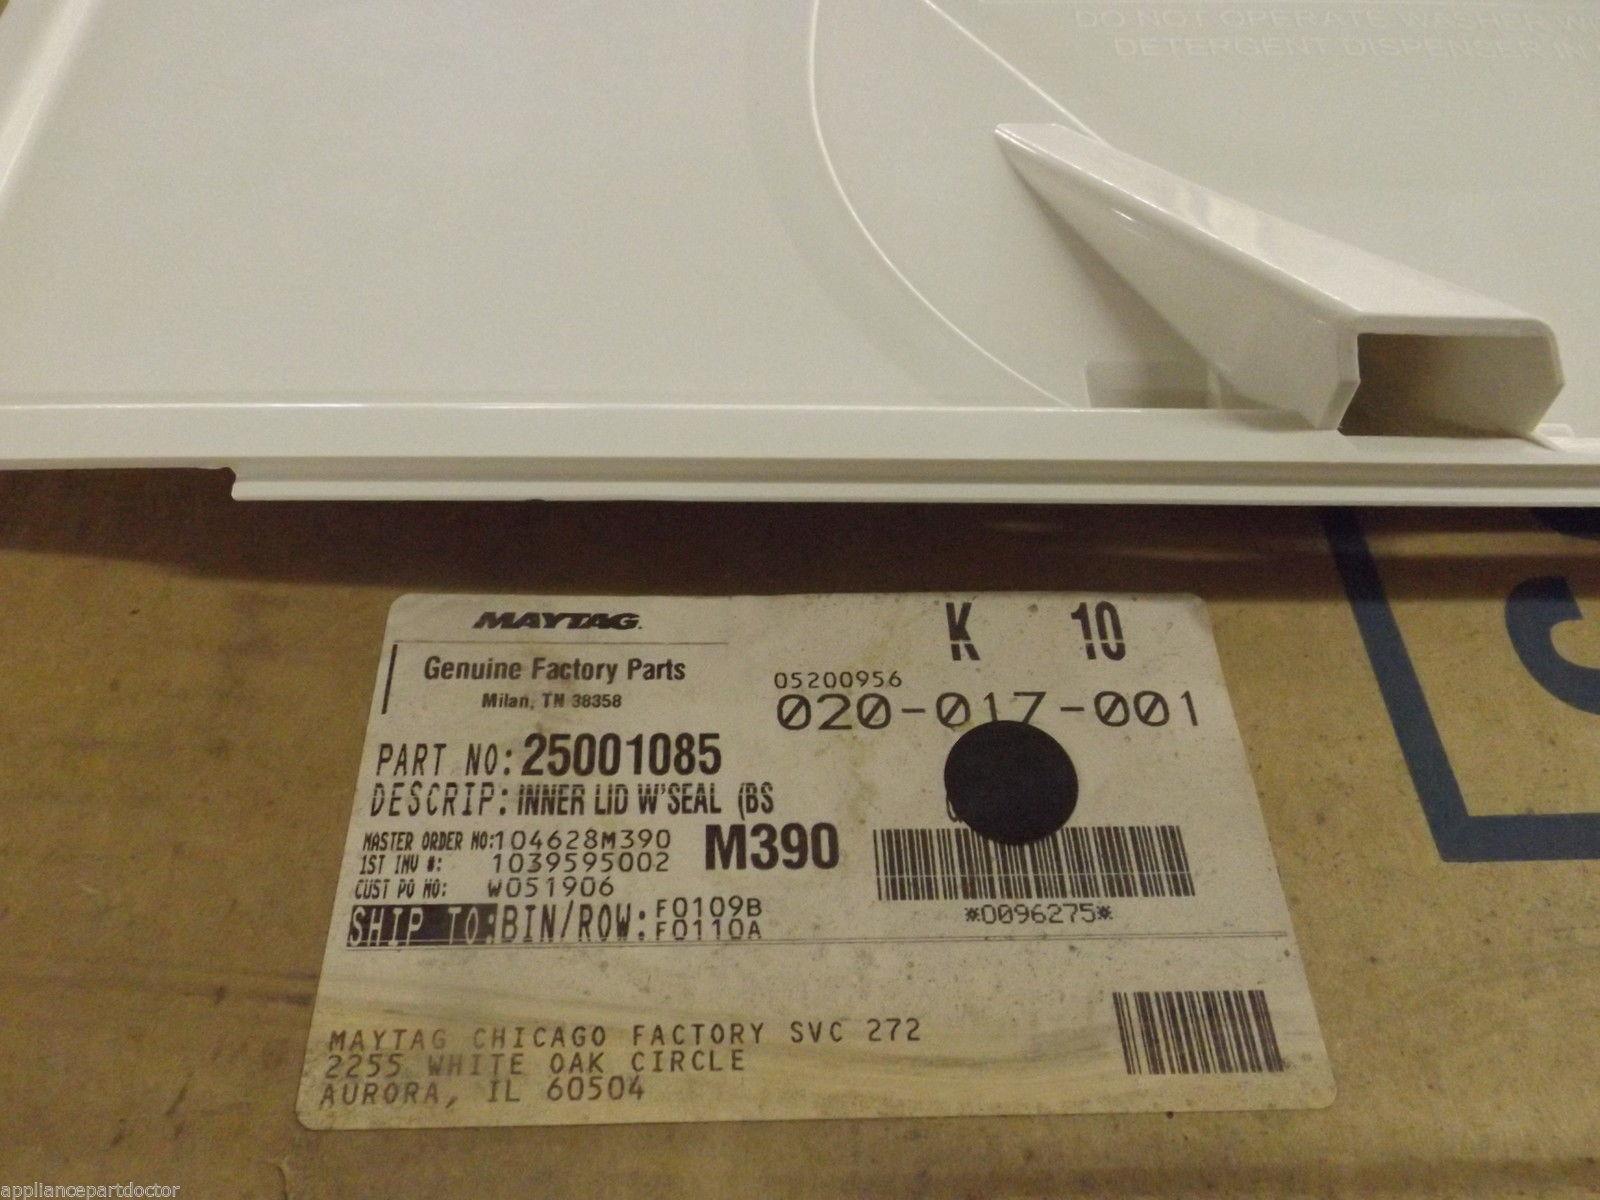 DO NOT OPERATE WASHER
DETERGENT DISPENSER IN
MAYTAG.
Genuine Factory Parts
Milan, TN 38358
K 10
05200956
020-017-001
PART NO: 25001085
DESCRIP: INNER LID W'SEAL (BS
MASTER ORDER NO: 104628M390
M390
1ST INV #: 1039595002
CUST PO NO: W051906
SHIP TO: BIN/ROW: F0109B
F0110A
*0096275*
MAYTAG CHICAGO FACTORY SVC 272
2255 WHITE OAK CIRCLE
AURORA, IL 60504
appliancepartdoctor